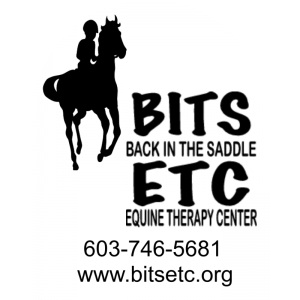 BITS
BACK IN THE SADDLE
ETC
EQUINE THERAPY CENTER
603-746-5681
www.bitsetc.org